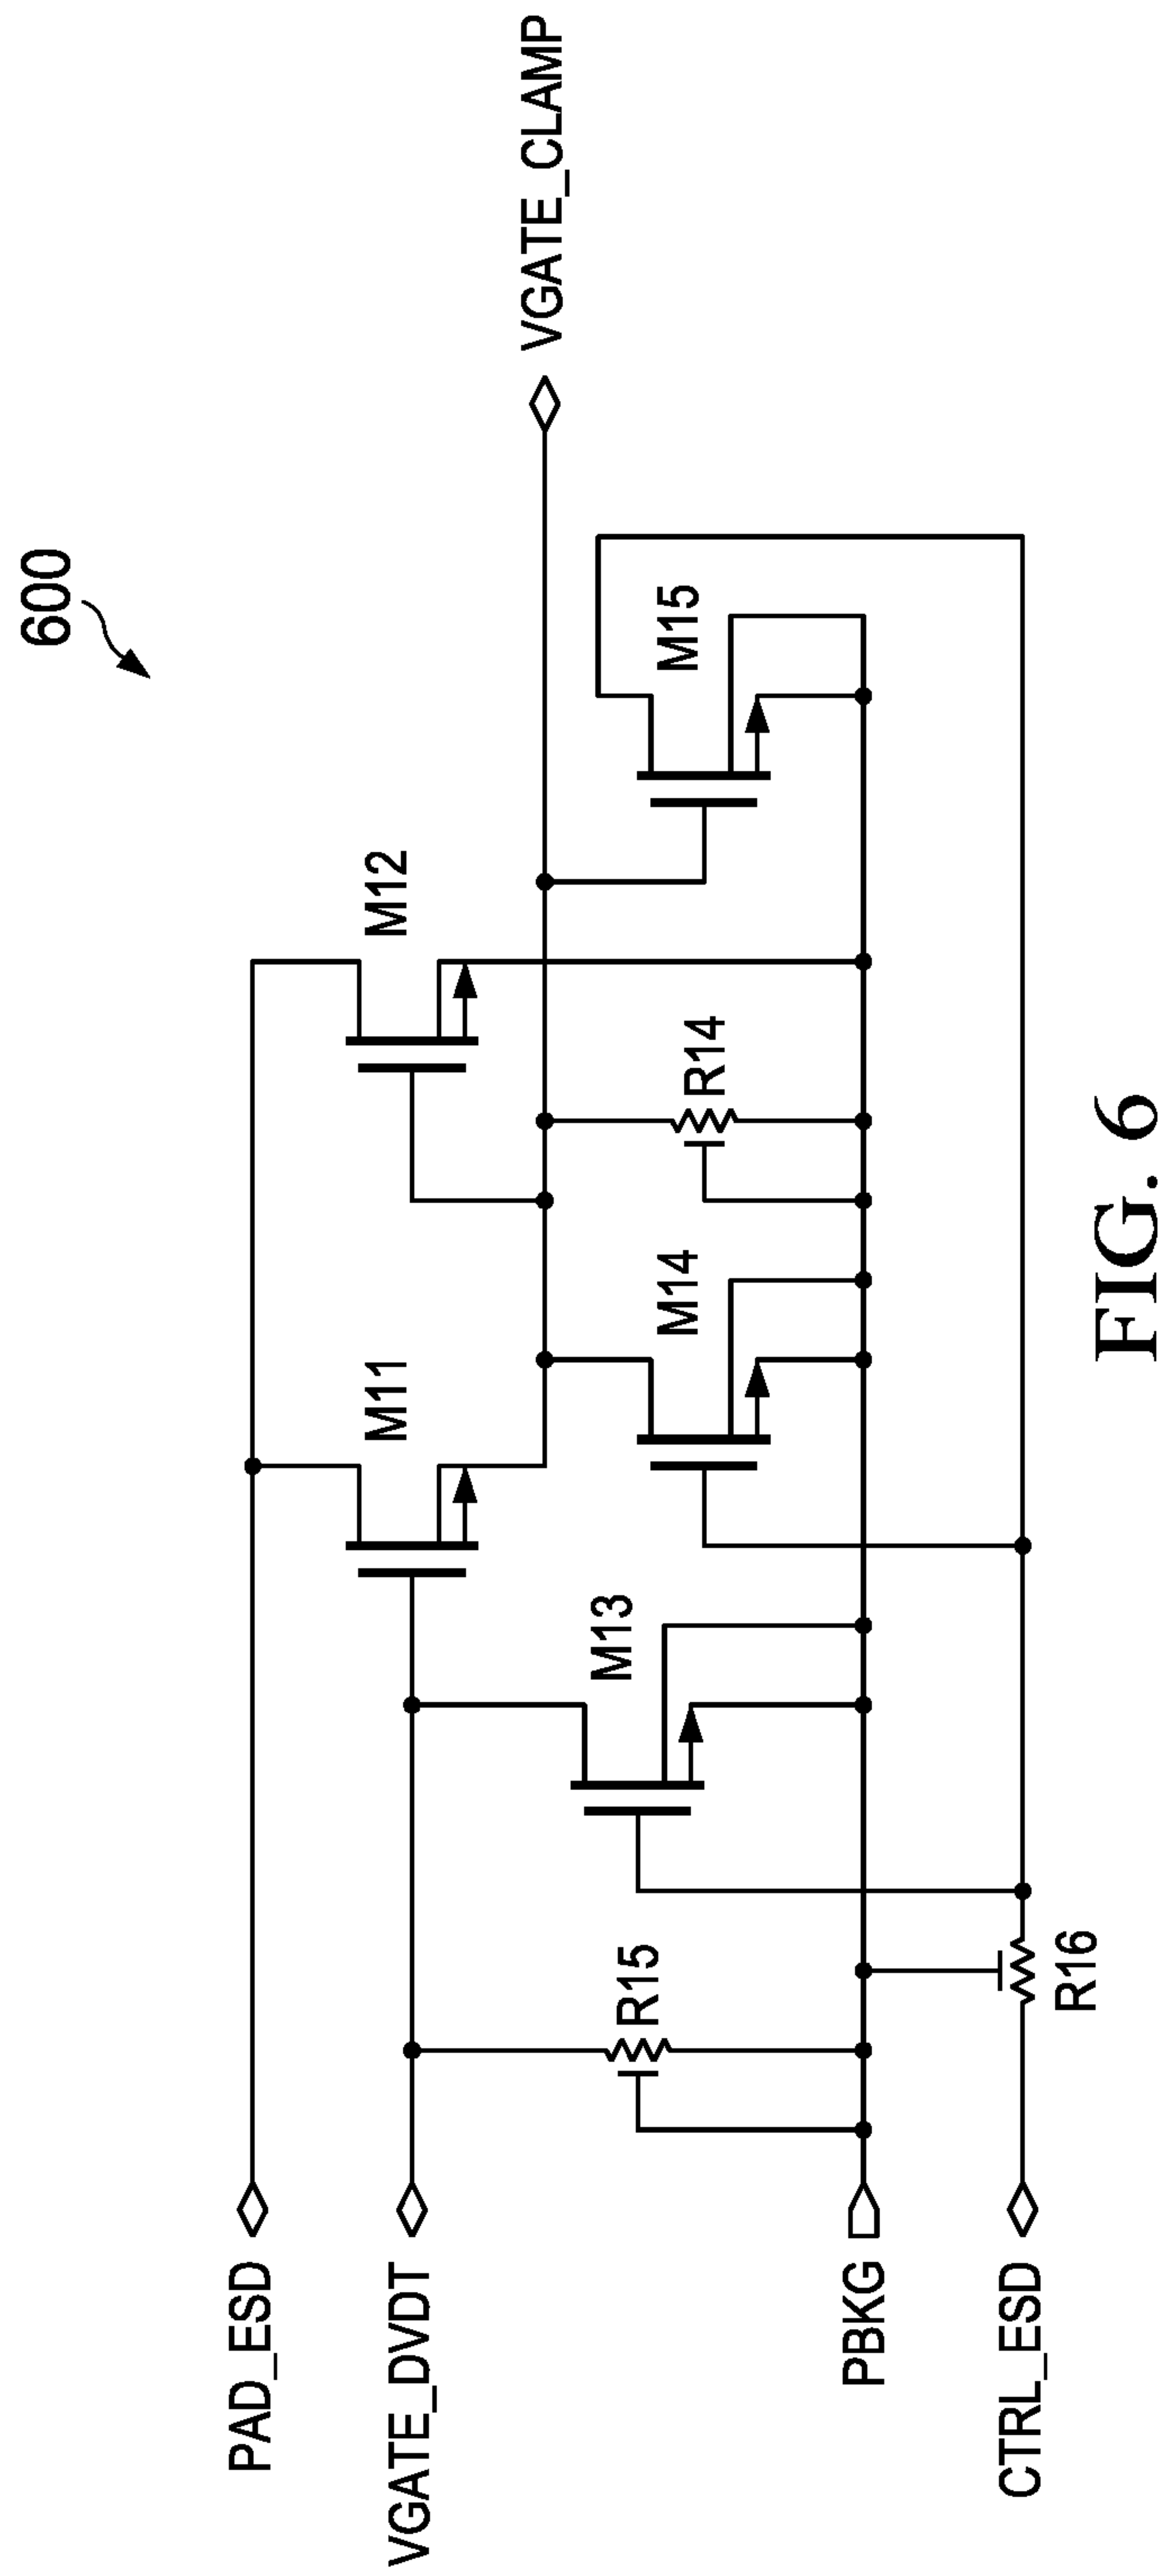 600
PAD_ESD
VGATE_DVDT
PBKG
CTRL_ESD
R15
R16
M13
M11
M14
R14
M12
M15
VGATE_CLAMP
FIG. 6